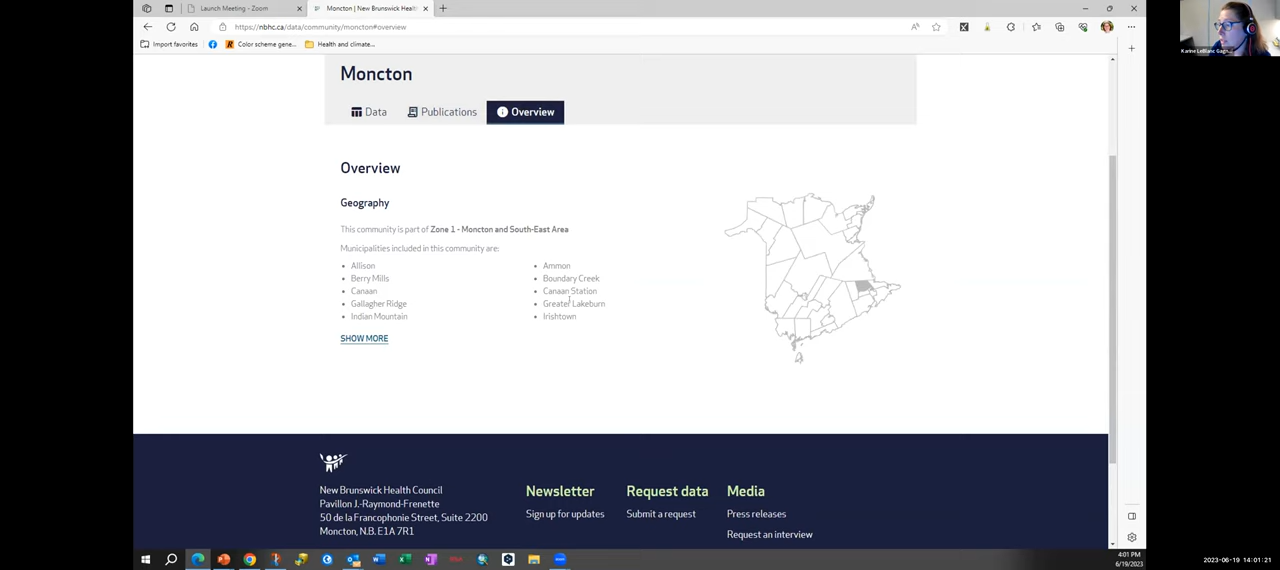 Launch Meeting - Zoom
Moncton | New Brunswick Healt
https://nbhc.ca/data/community/moncton#overview
Import favorites
Color scheme gene...
Health and climate...
Karine LeBlanc Gagn...
Moncton
Data
Publications
Overview
Overview
Geography
This community is part of Zone 1 - Moncton and South-East Area
Municipalities included in this community are:
• Allison
• Ammon
• Berry Mills
• Boundary Creek
• Canaan
• Canaan Station
• Gallagher Ridge
• Greater Lakeburn
• Indian Mountain
• Irishtown
SHOW MORE
New Brunswick Health Council
Pavillon J.-Raymond-Frenette
50 de la Francophonie Street, Suite 2200
Moncton, N.B. E1A 7R1
Newsletter
Sign up for updates
Request data
Submit a request
Media
Press releases
Request an interview
4:01 PM
6/19/2023
2023-06-19 14:01:21